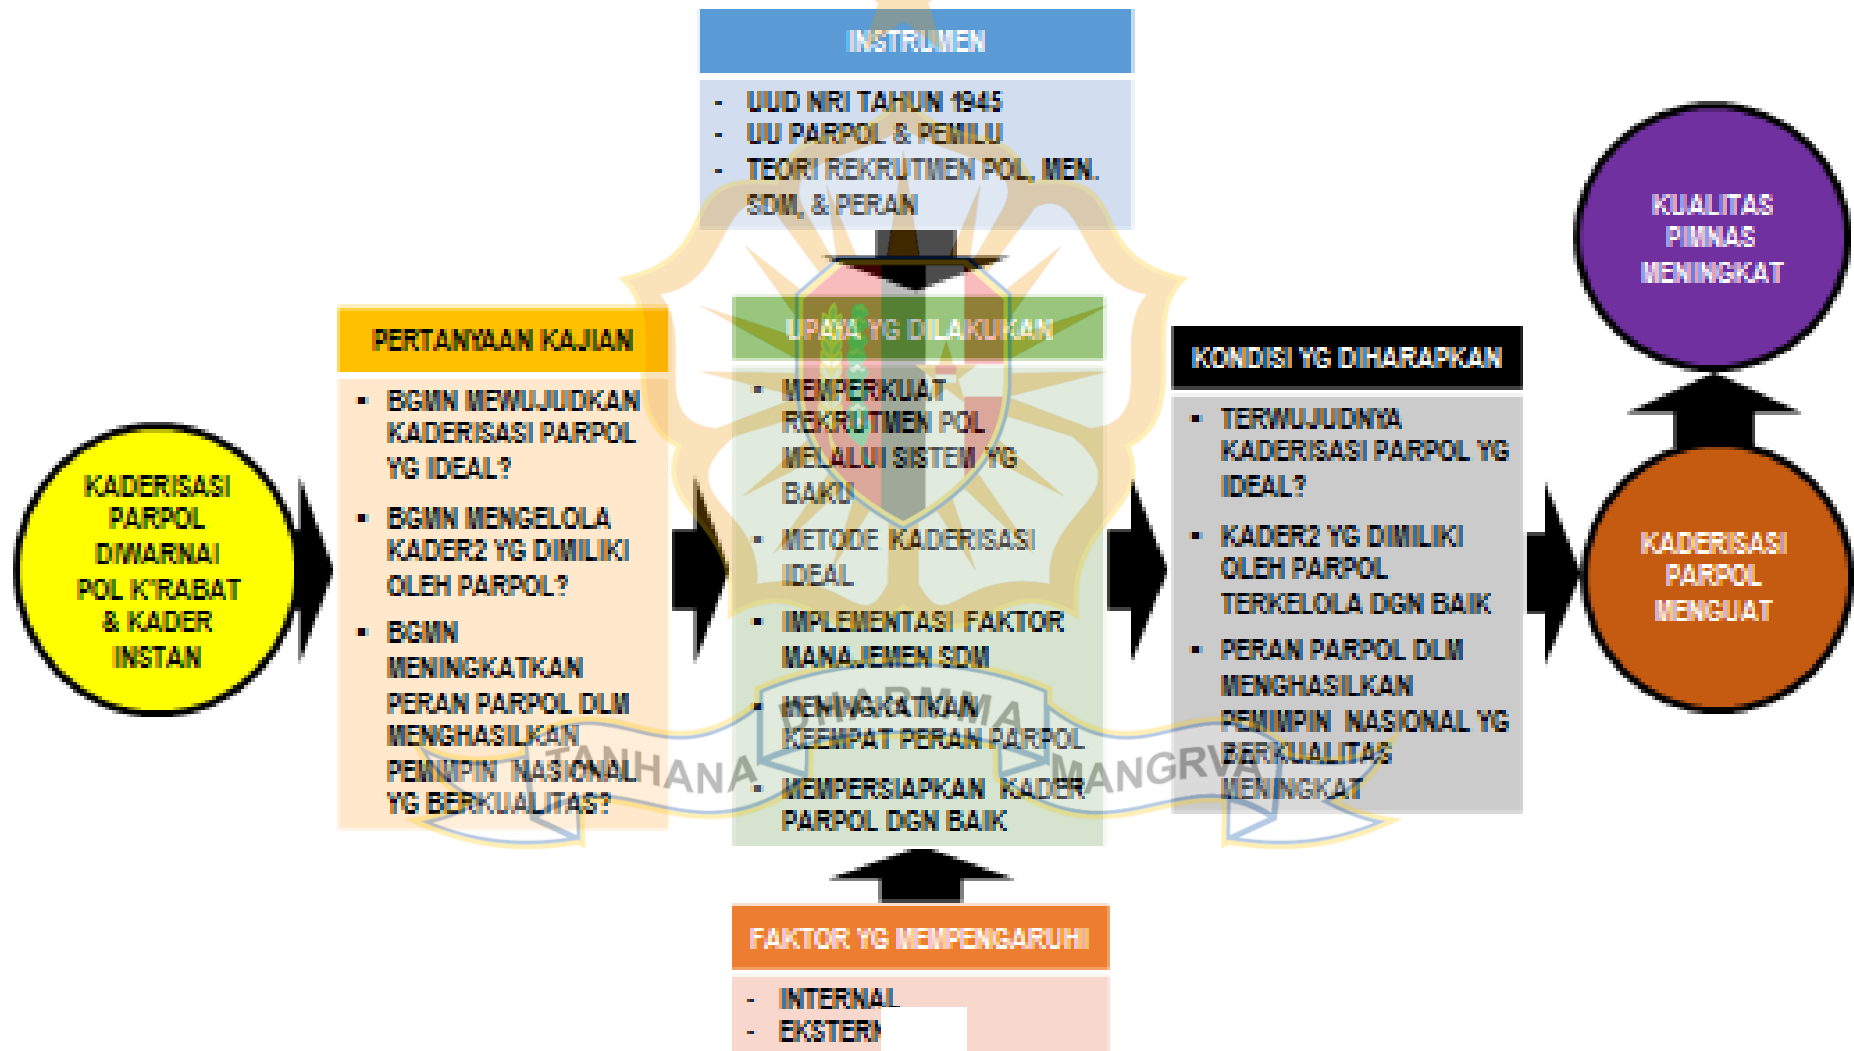 INSTRUMEN
- UUD NRI TAHUN 1945
- UU PARPOL & PEMILU
- TEORI REKRUTMEN POL, MEN.
SDM, & PERAN
KADERISASI
PARPOL
DIWARNAI
POL K'RABAT
& KADER
INSTAN
PERTANYAAN KAJIAN
▪ BGMN MEWUJUDKAN
KADERISASI PARPOL
YG IDEAL?
▪ BGMN MENGELOLA
KADER2 YG DIMILIKI
OLEH PARPOL?
▪ BGMN
MENINGKATKAN
PERAN PARPOL DLM
MENGHASILKAN
PEMIMPIN NASIONAL
YG BERKUALITAS?
UPAYA YG DILAKUKAN
▪ MEMPERKUAT
REKRUTMEN POL
MELALUI SISTEM YG
BAKU
▪ METODE KADERISASI
IDEAL
▪ IMPLEMENTASI FAKTOR
MANAJEMEN SDM
▪ MENINGKATKAN
KEEMPAT PERAN PARPOL
▪ MEMPERSIAPKAN KADER
PARPOL DGN BAIK
KONDISI YG DIHARAPKAN
▪ TERWUJUDNYA
KADERISASI PARPOL YG
IDEAL?
▪ KADER2 YG DIMILIKI
OLEH PARPOL
TERKELOLA DGN BAIK
▪ PERAN PARPOL DLM
MENGHASILKAN
PEMIMPIN NASIONAL YG
BERKUALITAS
MENINGKAT
KADERISASI
PARPOL
MENGUAT
KUALITAS
PIMNAS
MENINGKAT
FAKTOR YG MEMPENGARUHI
- INTERNAL
- EKSTERN
TANHANA DHARMMA MANGRVA